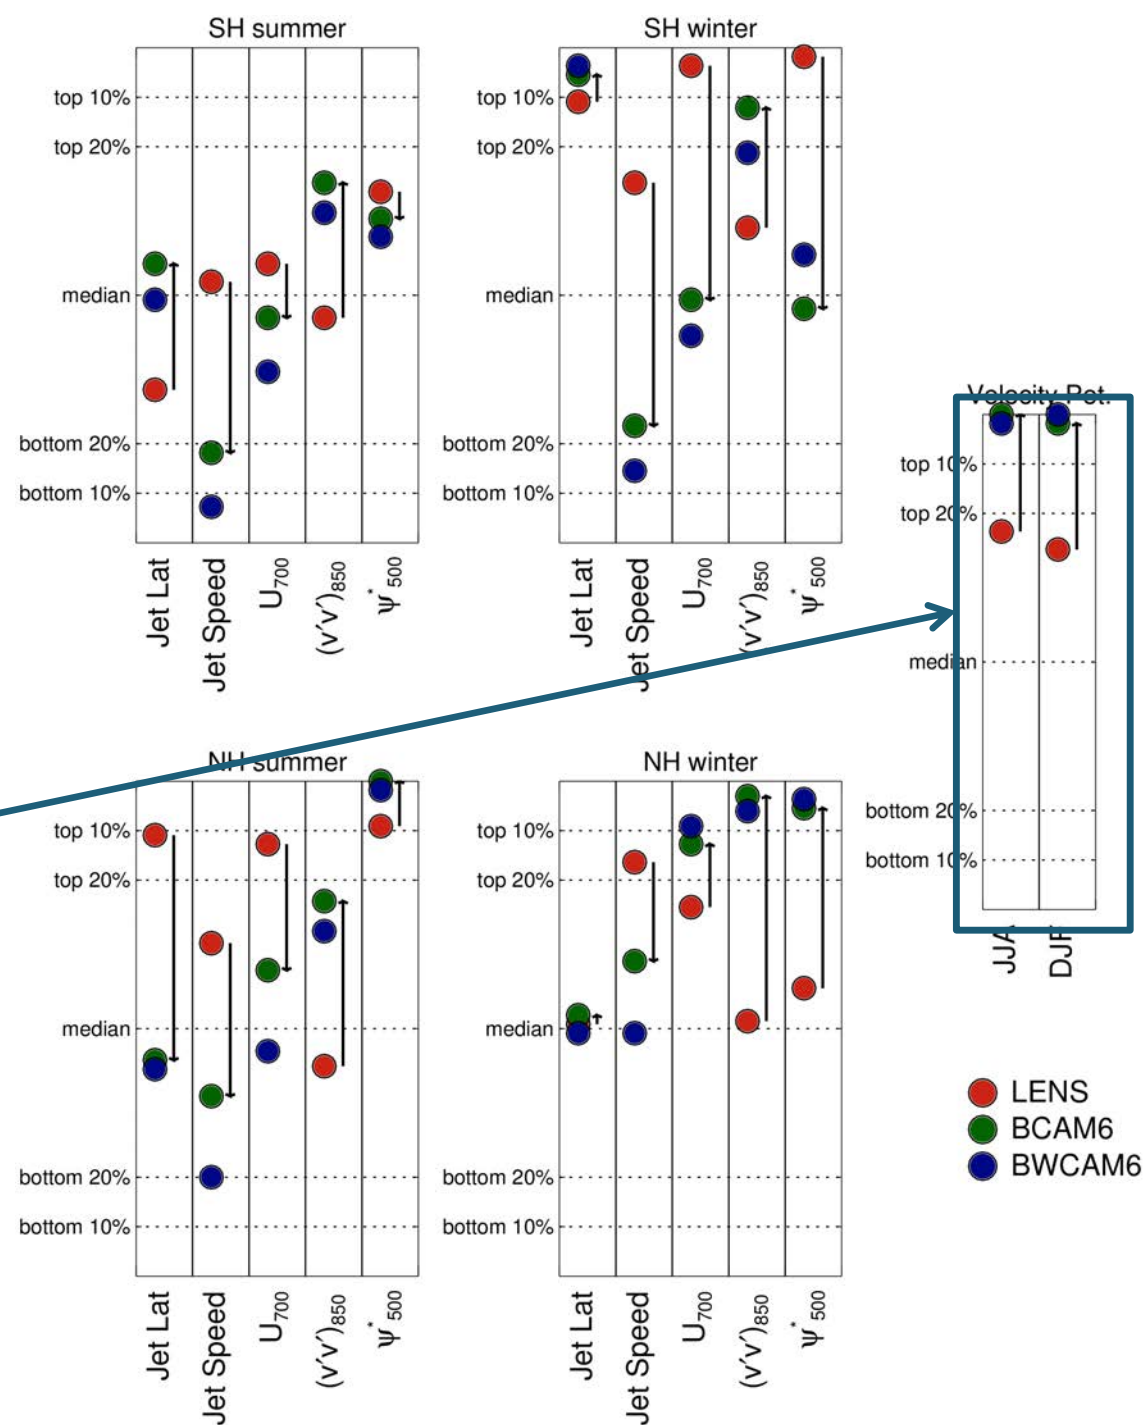 SH summer
top 10%
top 20%
median
bottom 20%
bottom 10%
Jet Lat
Jet Speed
U700
(v′v′)850
ψ* 500
SH winter
top 10%
top 20%
median
bottom 20%
bottom 10%
Jet Lat
Jet Speed
U700
(v′v′)850
ψ* 500
Velocity Pot.
top 10%
top 20%
median
bottom 20%
bottom 10%
JJA
DJF
NH summer
top 10%
top 20%
median
bottom 20%
bottom 10%
Jet Lat
Jet Speed
U700
(v′v′)850
ψ* 500
NH winter
top 10%
top 20%
median
bottom 20%
bottom 10%
Jet Lat
Jet Speed
U700
(v′v′)850
ψ* 500
LENS
BCAM6
BWCAM6